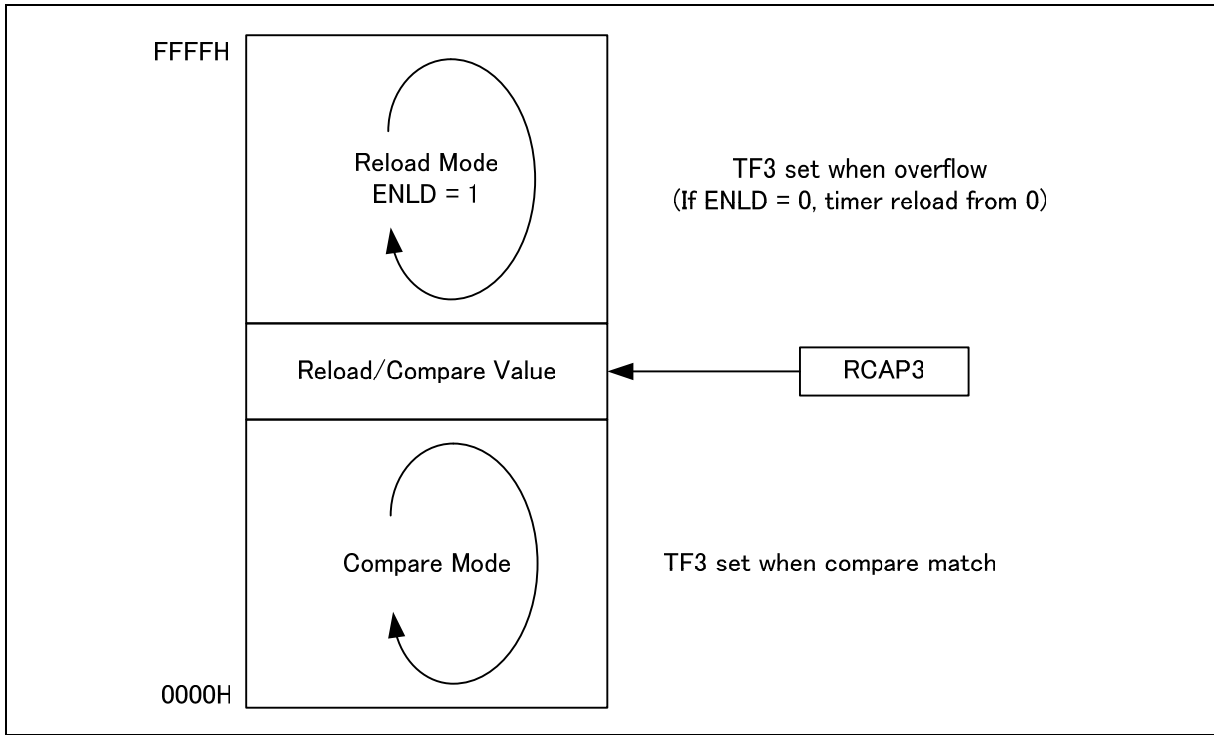 FFFFH
Reload Mode
ENLD = 1
TF3 set when overflow
(If ENLD = 0, timer reload from 0)
Reload/Compare Value
RCAP3
Compare Mode
TF3 set when compare match
0000H